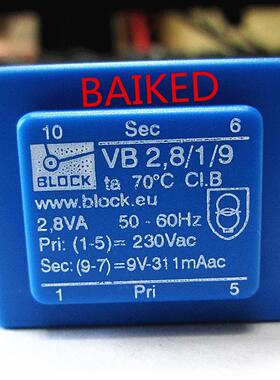 BAIKED
10 Sec 6
BLOCK VB 2,8/1/9
ta 70°C Cl.B
www.block.eu
2,8VA 50 - 60Hz
Pri: (1-5)= 230Vac
Sec: (9-7)=9V-311mAac
1 Pri 5